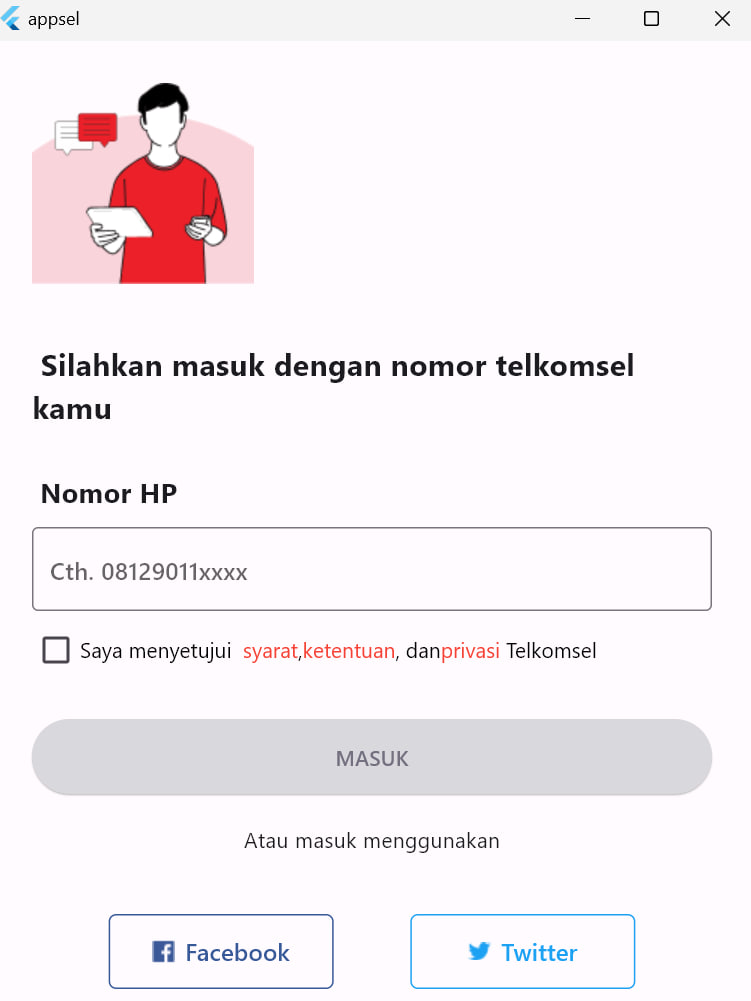 appsel
Silahkan masuk dengan nomor telkomsel
kamu
Nomor HP
Cth. 08129011xxxx
Saya menyetujui syarat,ketentuan, danprivasi Telkomsel
MASUK
Atau masuk menggunakan
Facebook
Twitter